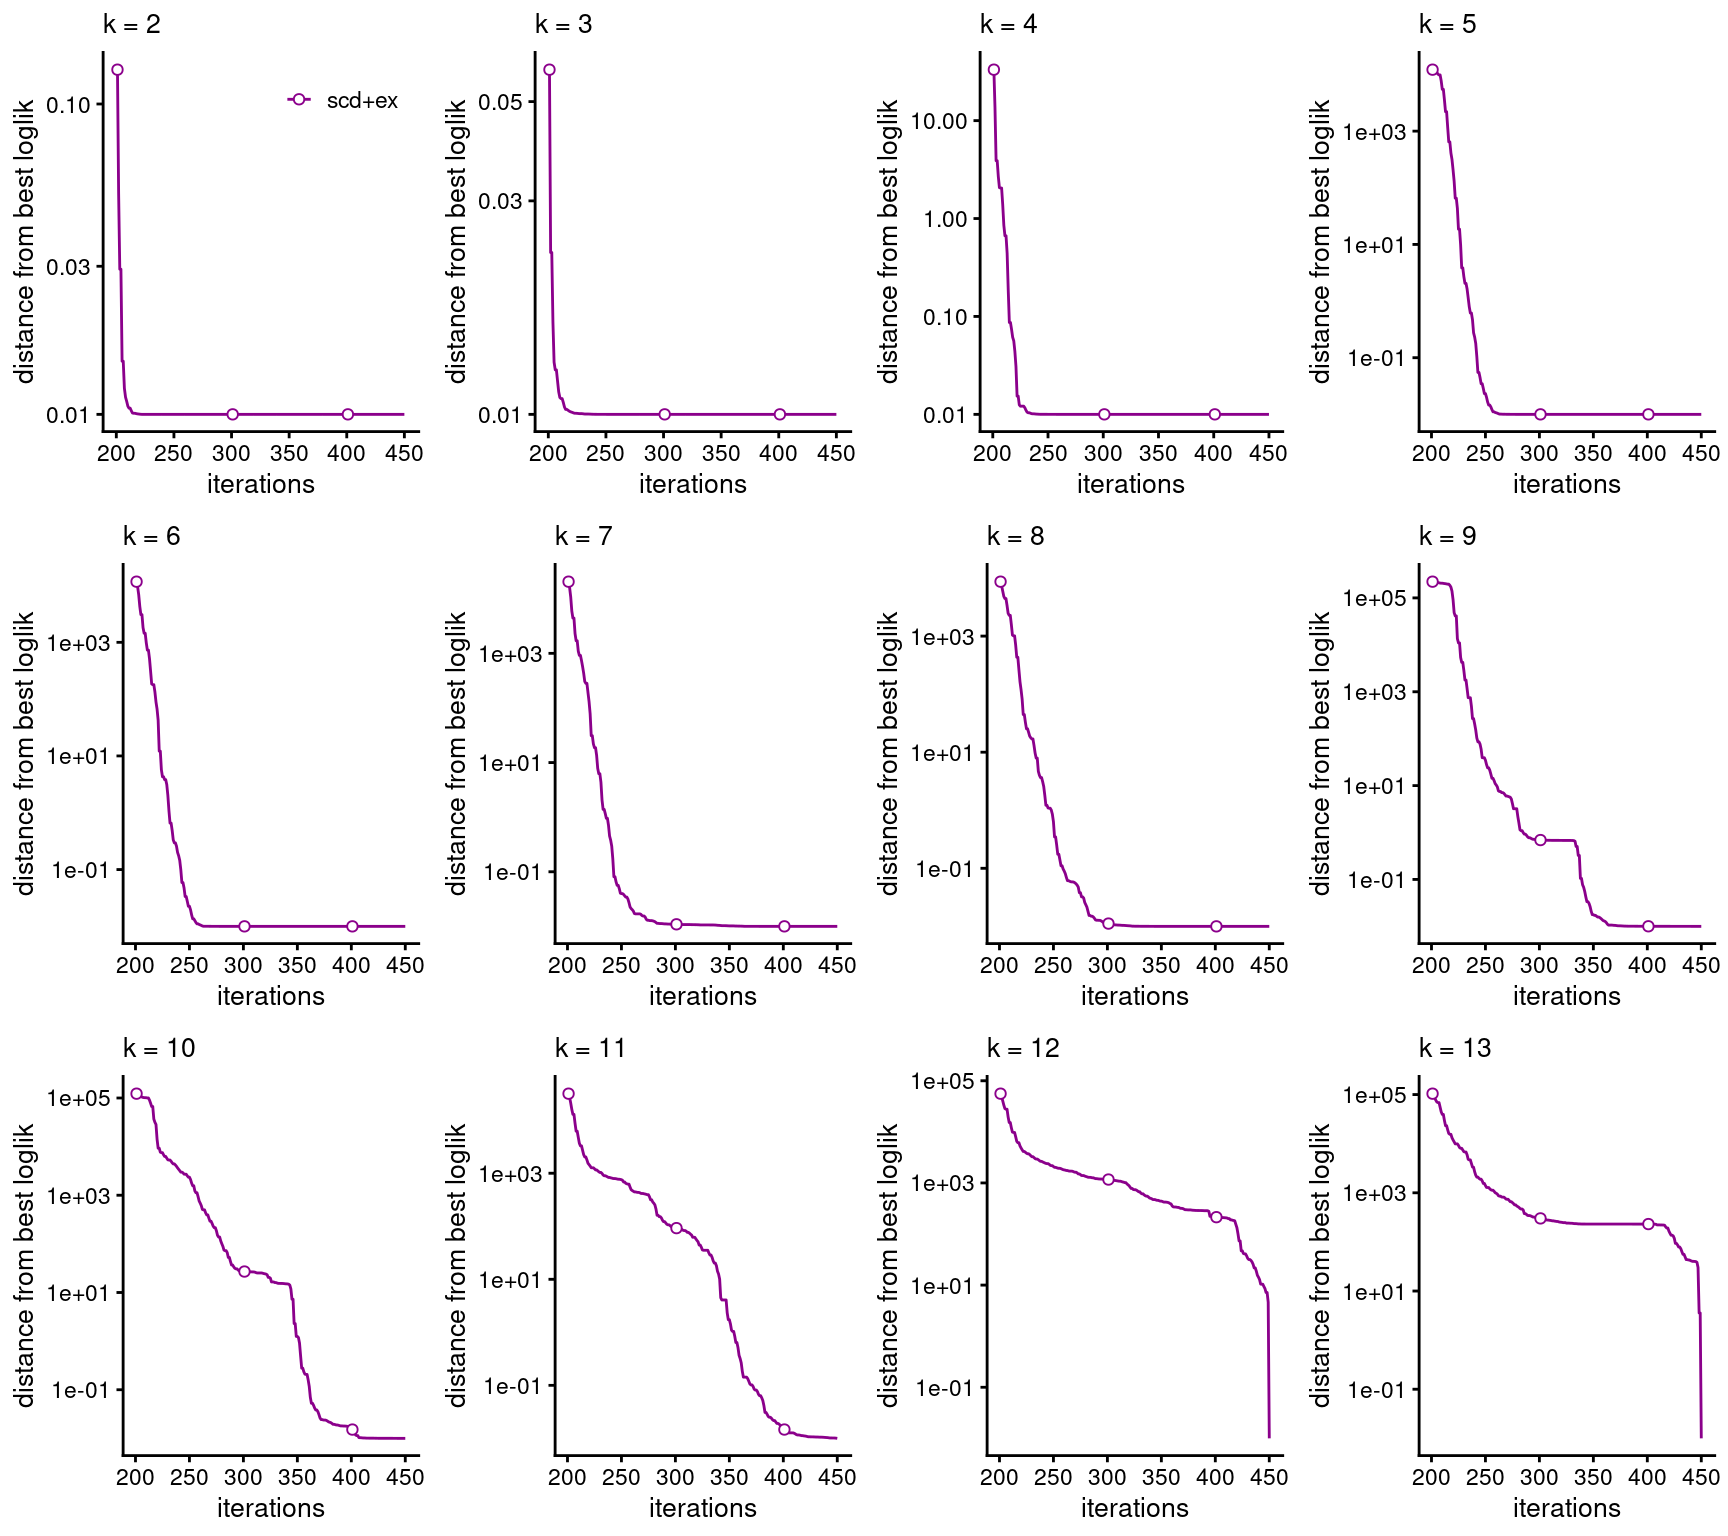 k = 2
distance from best loglik
0.10
0.03
0.01
scd+ex
200 250 300 350 400 450
iterations
k = 3
distance from best loglik
0.05
0.03
0.01
200 250 300 350 400 450
iterations
k = 4
distance from best loglik
10.00
1.00
0.10
0.01
200 250 300 350 400 450
iterations
k = 5
distance from best loglik
1e+03
1e+01
1e-01
200 250 300 350 400 450
iterations
k = 6
distance from best loglik
1e+03
1e+01
1e-01
200 250 300 350 400 450
iterations
k = 7
distance from best loglik
1e+03
1e+01
1e-01
200 250 300 350 400 450
iterations
k = 8
distance from best loglik
1e+03
1e+01
1e-01
200 250 300 350 400 450
iterations
k = 9
distance from best loglik
1e+05
1e+03
1e+01
1e-01
200 250 300 350 400 450
iterations
k = 10
distance from best loglik
1e+05
1e+03
1e+01
1e-01
200 250 300 350 400 450
iterations
k = 11
distance from best loglik
1e+03
1e+01
1e-01
200 250 300 350 400 450
iterations
k = 12
distance from best loglik
1e+05
1e+03
1e+01
1e-01
200 250 300 350 400 450
iterations
k = 13
distance from best loglik
1e+05
1e+03
1e+01
1e-01
200 250 300 350 400 450
iterations